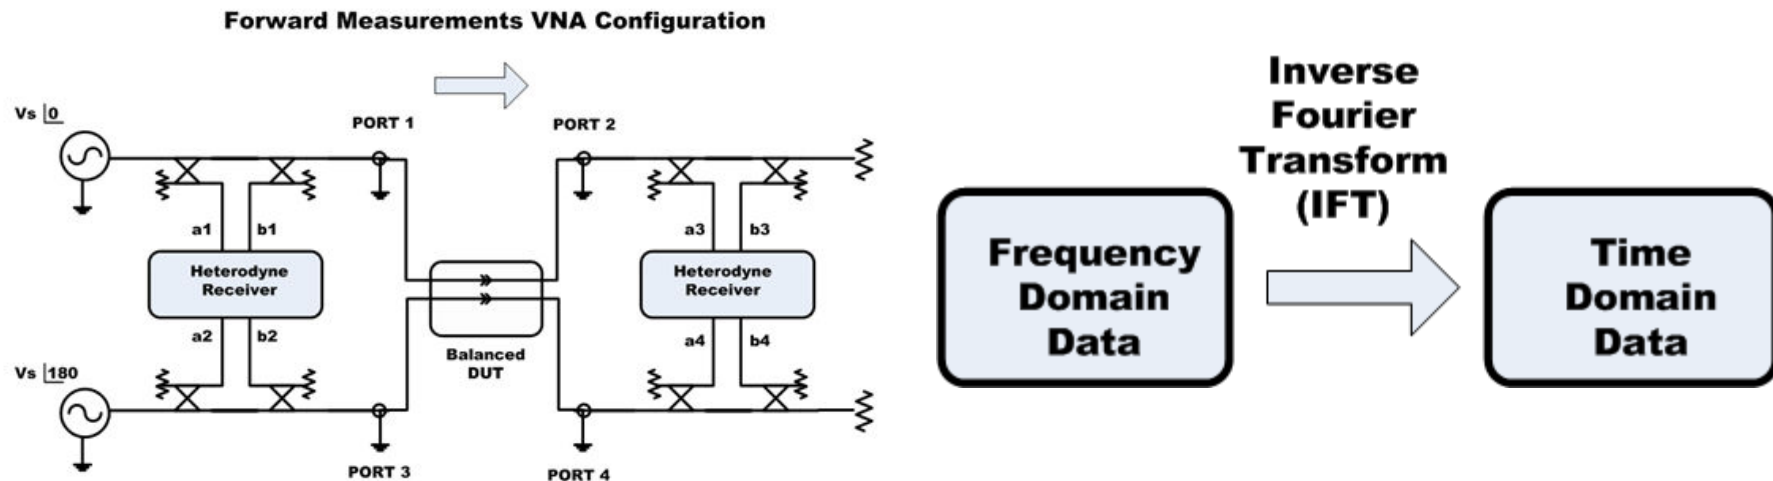 Forward Measurements VNA Configuration
Vs 0
PORT 1
PORT 2
a1
b1
a3
b3
Heterodyne
Receiver
Heterodyne
Receiver
a2
b2
a4
b4
Balanced
DUT
Vs 180
PORT 3
PORT 4
Inverse
Fourier
Transform
(IFT)
Frequency
Domain
Data
Time
Domain
Data